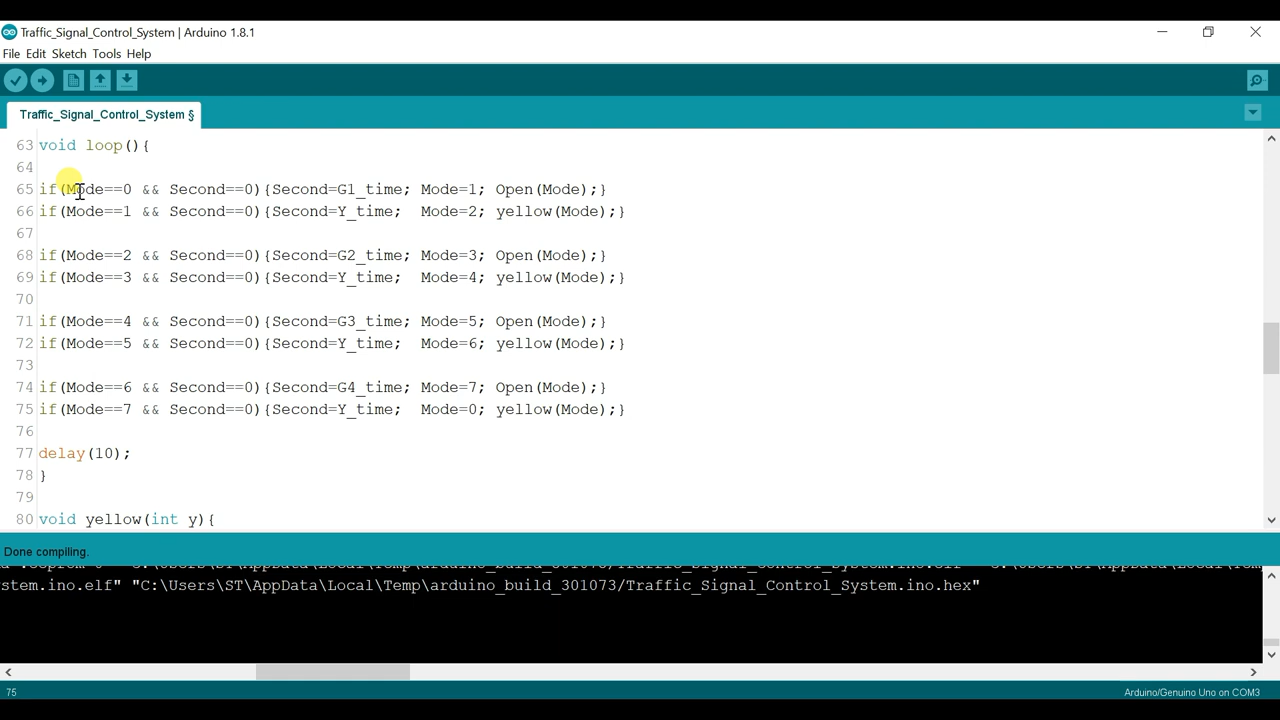 Traffic_Signal_Control_System | Arduino 1.8.1
File Edit Sketch Tools Help
Traffic_Signal_Control_System §
63 void loop(){
64
65 if(Mode==0 && Second==0){Second=G1_time; Mode=1; Open(Mode);}
66 if(Mode==1 && Second==0){Second=Y_time;  Mode=2; yellow(Mode);}
67
68 if(Mode==2 && Second==0){Second=G2_time; Mode=3; Open(Mode);}
69 if(Mode==3 && Second==0){Second=Y_time;  Mode=4; yellow(Mode);}
70
71 if(Mode==4 && Second==0){Second=G3_time; Mode=5; Open(Mode);}
72 if(Mode==5 && Second==0){Second=Y_time;  Mode=6; yellow(Mode);}
73
74 if(Mode==6 && Second==0){Second=G4_time; Mode=7; Open(Mode);}
75 if(Mode==7 && Second==0){Second=Y_time;  Mode=0; yellow(Mode);}
76
77 delay(10);
78 }
79
80 void yellow(int y){
Done compiling.
stem.ino.elf" "C:\Users\ST\AppData\Local\Temp\arduino_build_301073/Traffic_Signal_Control_System.ino.hex"
75
Arduino/Genuino Uno on COM3